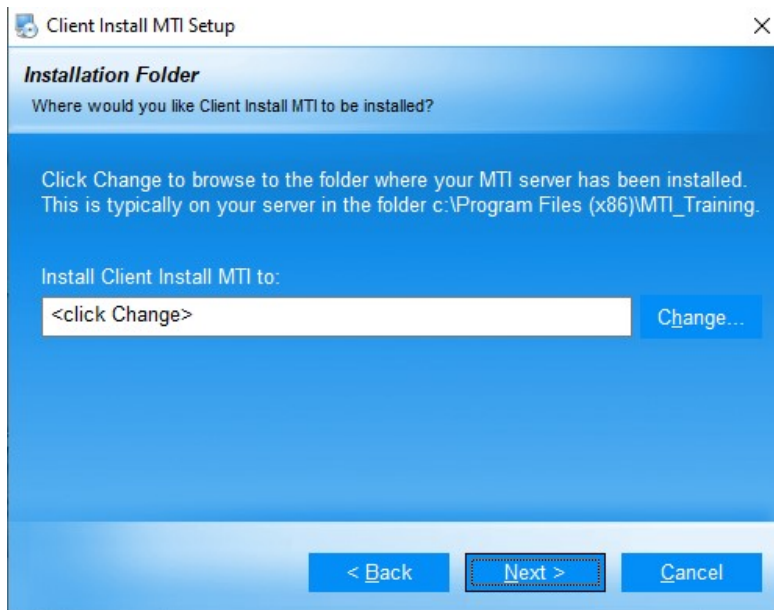 Client Install MTI Setup
Installation Folder
Where would you like Client Install MTI to be installed?
Click Change to browse to the folder where your MTI server has been installed.
This is typically on your server in the folder c:\Program Files (x86)\MTI_Training.
Install Client Install MTI to:
<click Change>
Change...
< Back
Next >
Cancel